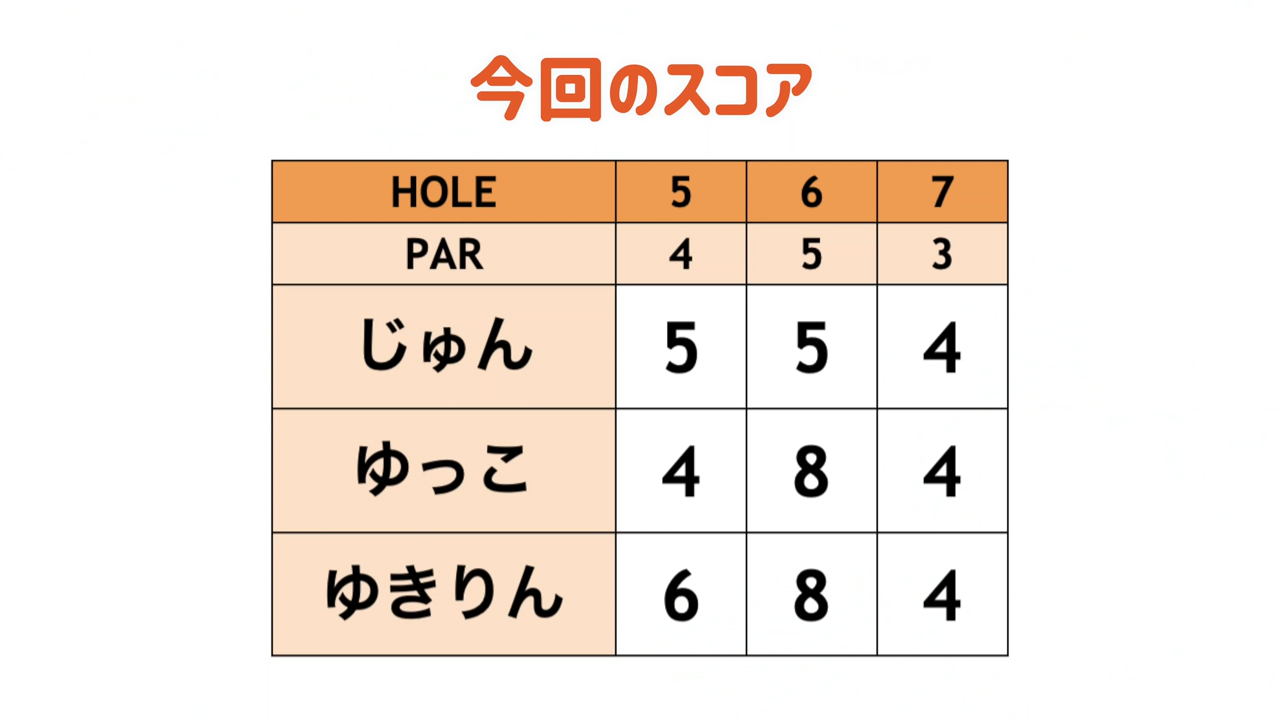 今回のスコア
HOLE 5 6 7
PAR 4 5 3
じゅん 5 5 4
ゆっこ 4 8 4
ゆきりん 6 8 4